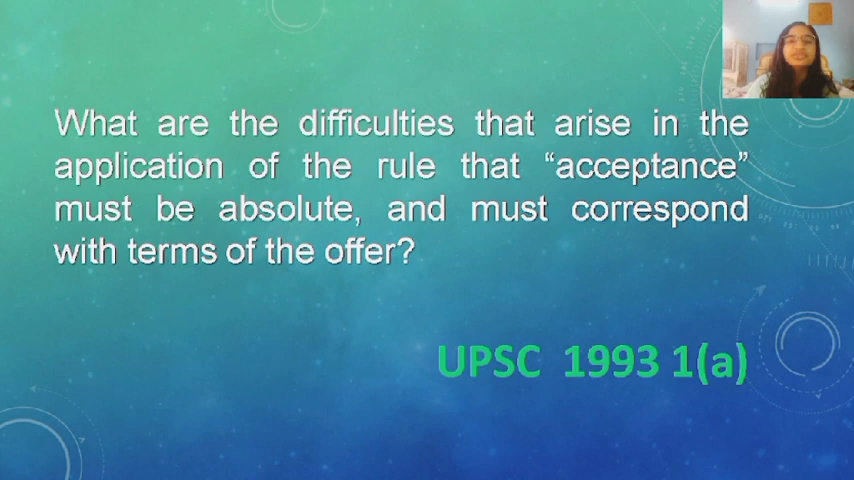 What are the difficulties that arise in the
application of the rule that “acceptance”
must be absolute, and must correspond
with terms of the offer?
UPSC 1993 1(a)